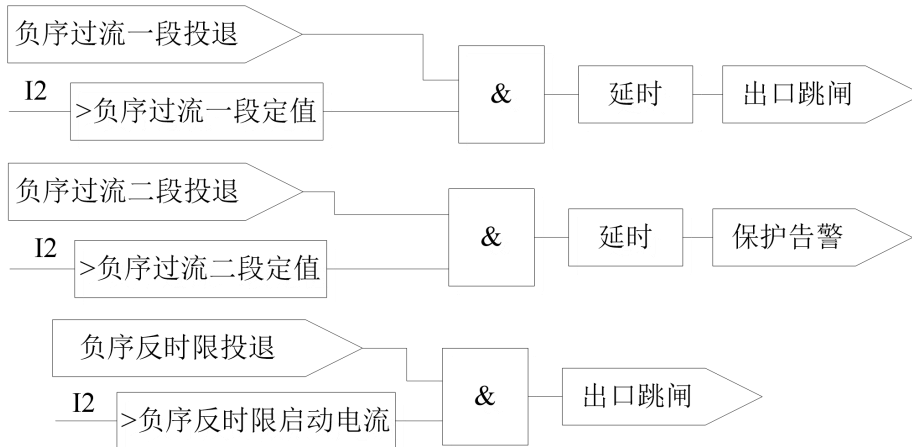 负序过流一段投退
I2
>负序过流一段定值
&
延时
出口跳闸
负序过流二段投退
I2
>负序过流二段定值
&
延时
保护告警
负序反时限投退
I2
>负序反时限启动电流
&
出口跳闸